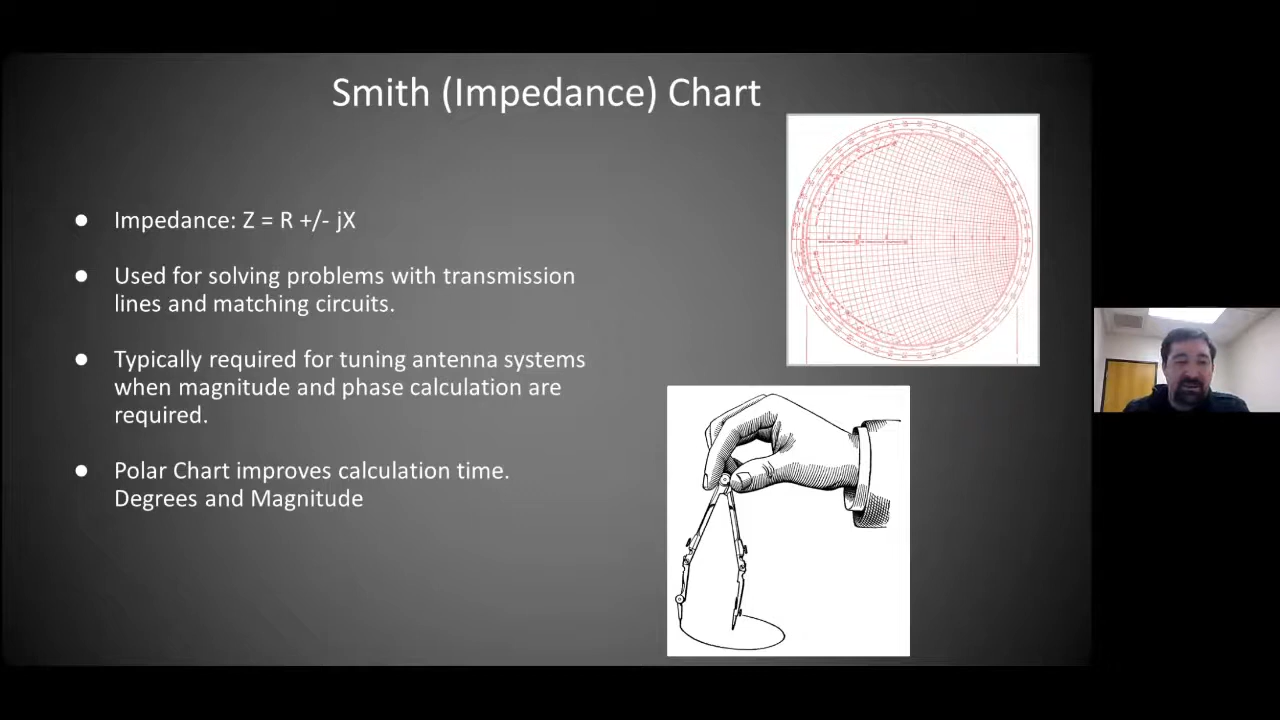 Smith (Impedance) Chart
● Impedance: Z = R +/- jX
● Used for solving problems with transmission
lines and matching circuits.
● Typically required for tuning antenna systems
when magnitude and phase calculation are
required.
● Polar Chart improves calculation time.
Degrees and Magnitude